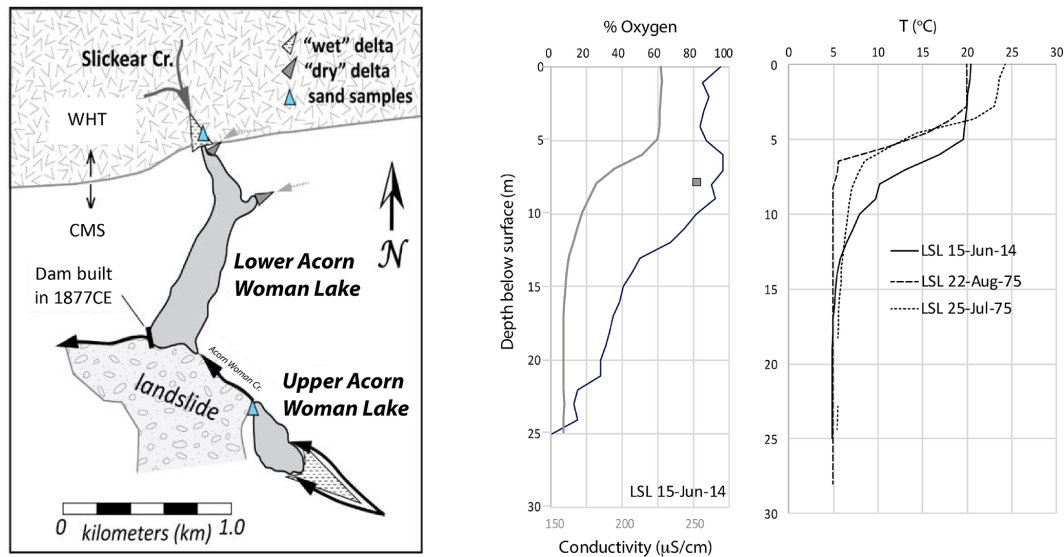 Slickear Cr.
"wet" delta
"dry" delta
sand samples
WHT
CMS
N
Dam built
in 1877CE
Lower Acorn
Woman Lake
Acorn Woman Cr.
landslide
Upper Acorn
Woman Lake
0 kilometers (km) 1.0
% Oxygen
0 20 40 60 80 100
0
5
10
15
20
25
30
Depth below surface (m)
LSL 15-Jun-14
150 200 250
Conductivity (µS/cm)
T (°C)
0 5 10 15 20 25 30
0
5
10
15
20
25
30
LSL 15-Jun-14
LSL 22-Aug-75
LSL 25-Jul-75